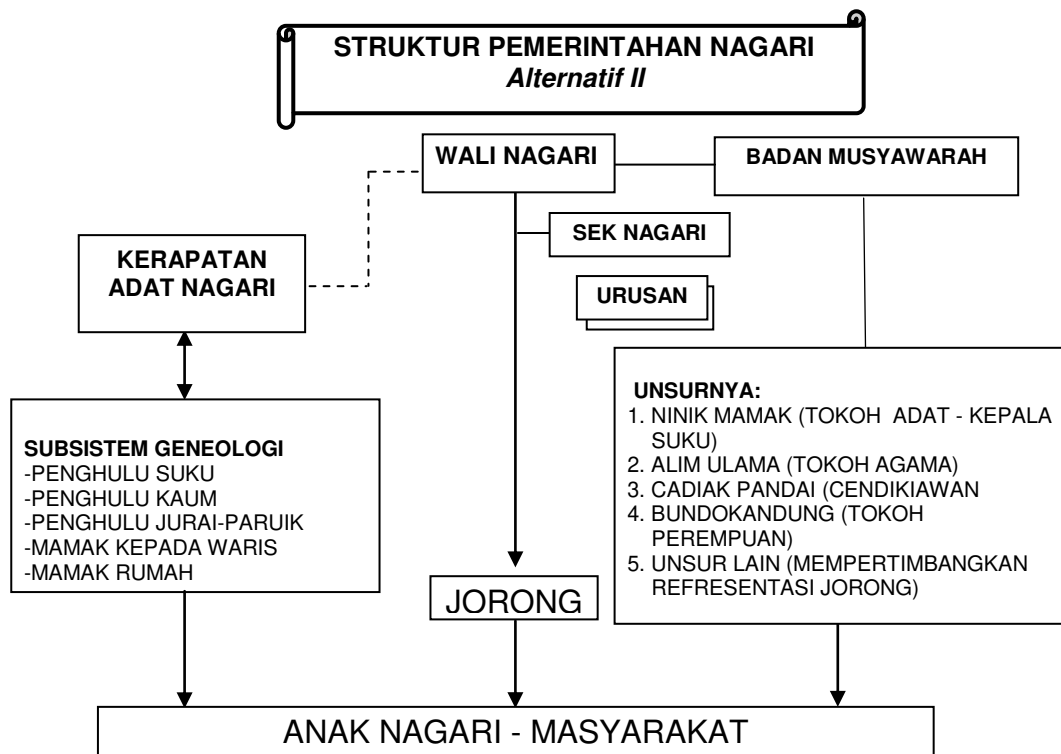 STRUKTUR PEMERINTAHAN NAGARI
Alternatif II
WALI NAGARI
BADAN MUSYAWARAH
SEK NAGARI
KERAPATAN
ADAT NAGARI
URUSAN
SUBSISTEM GENEOLOGI
-PENGHULU SUKU
-PENGHULU KAUM
-PENGHULU JURAI-PARUIK
-MAMAK KEPADA WARIS
-MAMAK RUMAH
UNSURNYA:
1. NINIK MAMAK (TOKOH ADAT - KEPALA
SUKU)
2. ALIM ULAMA (TOKOH AGAMA)
3. CADIAK PANDAI (CENDIKIAWAN
4. BUNDOKANDUNG (TOKOH
PEREMPUAN)
5. UNSUR LAIN (MEMPERTIMBANGKAN
REFRESENTASI JORONG)
JORONG
ANAK NAGARI - MASYARAKAT